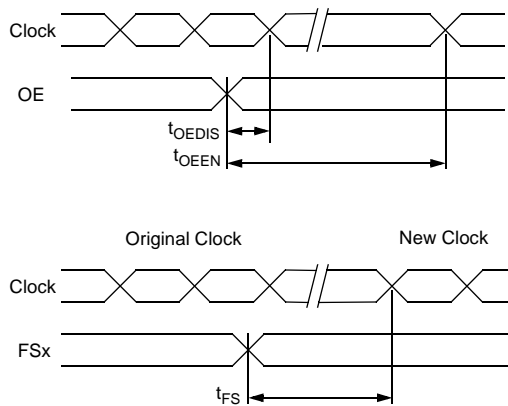 Clock
OE
tOEDIS
tOEEN
Original Clock New Clock
Clock
FSx
tFS